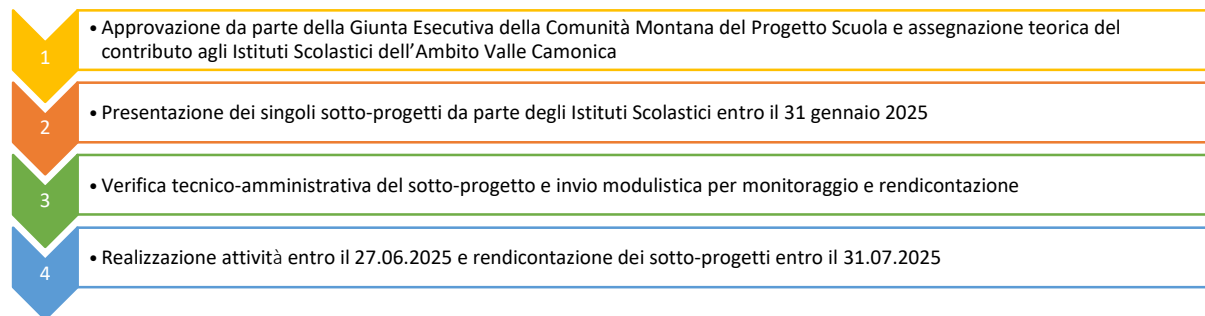 1
• Approvazione da parte della Giunta Esecutiva della Comunità Montana del Progetto Scuola e assegnazione teorica del
contributo agli Istituti Scolastici dell'Ambito Valle Camonica
2
• Presentazione dei singoli sotto-progetti da parte degli Istituti Scolastici entro il 31 gennaio 2025
3
• Verifica tecnico-amministrativa del sotto-progetto e invio modulistica per monitoraggio e rendicontazione
4
• Realizzazione attività entro il 27.06.2025 e rendicontazione dei sotto-progetti entro il 31.07.2025